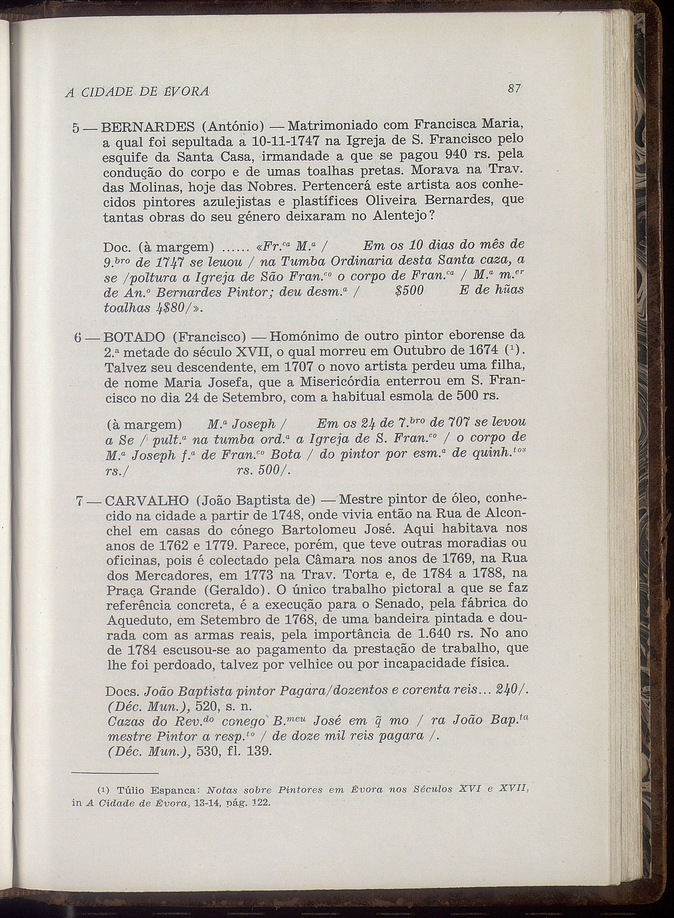 A CIDADE DE ÉVORA 87
5 — BERNARDES (António) — Matrimoniado com Francisca Maria,
a qual foi sepultada a 10-11-1747 na Igreja de S. Francisco pelo
esquife da Santa Casa, irmandade a que se pagou 940 rs. pela
condução do corpo e de umas toalhas pretas. Morava na Trav.
das Molinas, hoje das Nobres. Pertencerá este artista aos conhe-
cidos pintores azulejistas e plastífices Oliveira Bernardes, que
tantas obras do seu género deixaram no Alentejo?
Doc. (à margem) ...... «Fr.ca M.a / Em os 10 dias do mês de
9.bro de 1747 se leuou / na Tumba Ordinaria desta Santa caza, a
se /poltura a Igreja de São Fran.co o corpo de Fran.ca / M.a m.er
de An.o Bernardes Pintor; deu desm.a / $500 E de hũas
toalhas 4$80/».
6 — BOTADO (Francisco) — Homónimo de outro pintor eborense da
2.ª metade do século XVII, o qual morreu em Outubro de 1674 (¹).
Talvez seu descendente, em 1707 o novo artista perdeu uma filha,
de nome Maria Josefa, que a Misericórdia enterrou em S. Fran-
cisco no dia 24 de Setembro, com a habitual esmola de 500 rs.
(à margem) M.a Joseph / Em os 24 de 7.bro de 707 se levou
a Se / pult.a na tumba ord.a a Igreja de S. Fran.co / o corpo de
M.a Joseph f.a de Fran.co Bota / do pintor por esm.a de quinh.tos
rs./ rs. 500/.
7 — CARVALHO (João Baptista de) — Mestre pintor de óleo, conhe-
cido na cidade a partir de 1748, onde vivia então na Rua de Alcon-
chel em casas do cónego Bartolomeu José. Aqui habitava nos
anos de 1762 e 1779. Parece, porém, que teve outras moradias ou
oficinas, pois é colectado pela Câmara nos anos de 1769, na Rua
dos Mercadores, em 1773 na Trav. Torta e, de 1784 a 1788, na
Praça Grande (Geraldo). O único trabalho pictorial a que se faz
referência concreta, é a execução para o Senado, pela fábrica do
Aqueduto, em Setembro de 1768, de uma bandeira pintada e dou-
rada com as armas reais, pela importância de 1.640 rs. No ano
de 1784 escusou-se ao pagamento da prestação de trabalho, que
lhe foi perdoado, talvez por velhice ou por incapacidade física.
Docs. João Baptista pintor Pagara/dozentos e corenta reis... 240/.
(Déc. Mun.), 520, s. n.
Cazas do Rev.do conego B.meu José em q̃ mo / ra João Bap.ta
mestre Pintor a resp.to / de doze mil reis pagara /.
(Déc. Mun.), 530, fl. 139.
(¹) Túlio Espanca: Notas sobre Pintores em Évora nos Séculos XVI e XVII,
in A Cidade de Évora, 13-14, pág. 122.